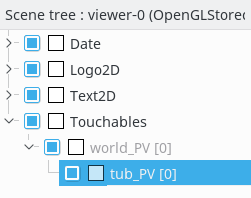 Scene tree : viewer-0 (OpenGLStored
Date
Logo2D
Text2D
Touchables
world_PV [0]
tub_PV [0]